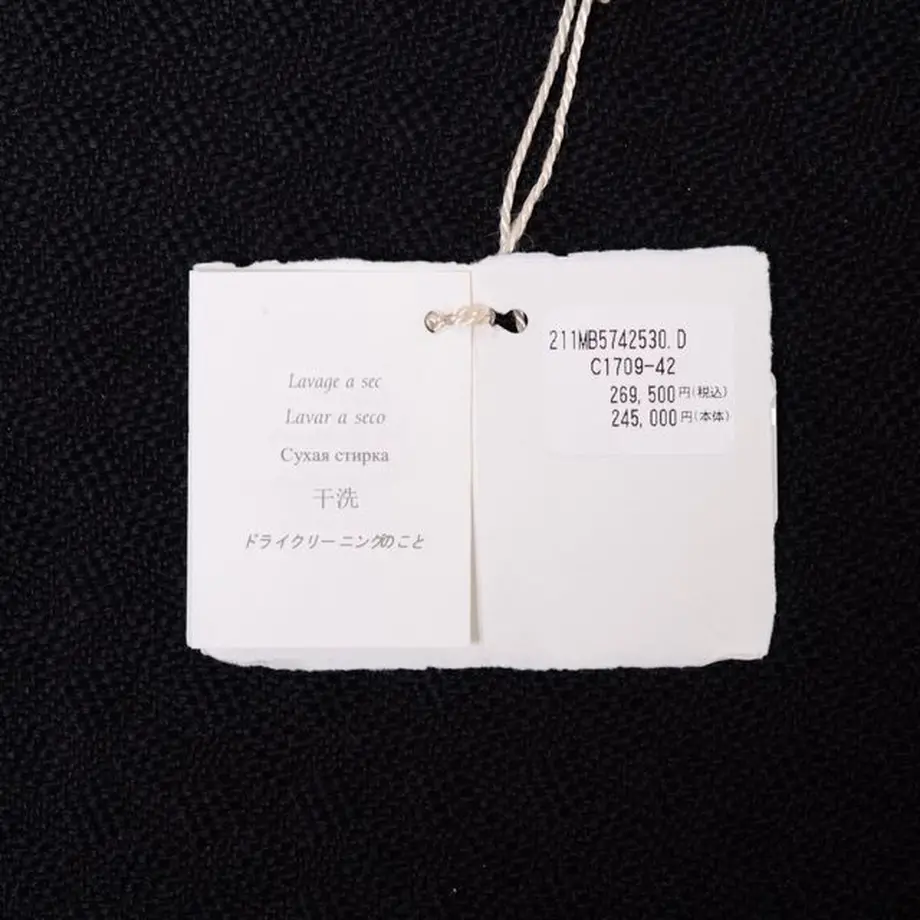 Lavage a sec
Lavar a seco
Сухая стирка
干洗
ドライクリーニングのこと
211MB5742530.D
C1709-42
269,500円(税込)
245,000円(本体)